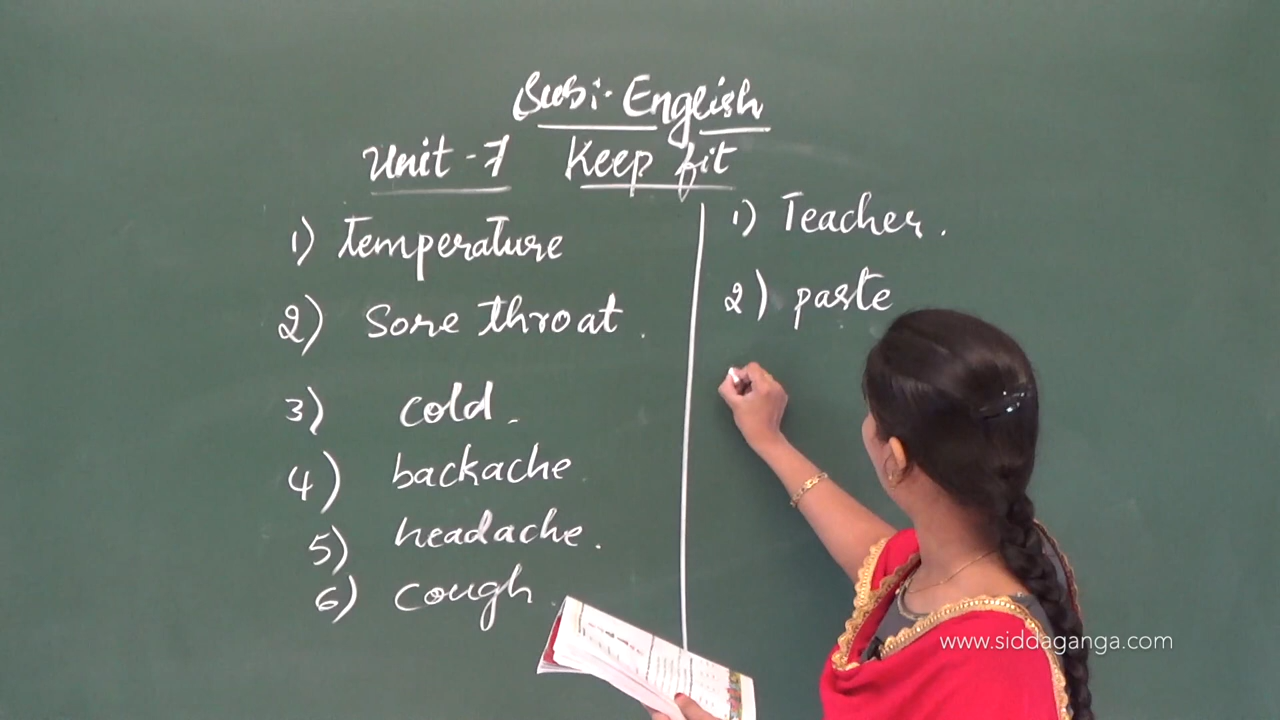 Sub:- English
Unit - 7 Keep fit
1) Temperature
2) Sore throat.
3) cold.
4) backache
5) headache.
6) cough
1) Teacher.
2) paste
www.siddaganga.com